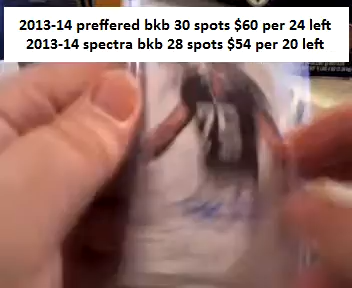 2013-14 preffered bkb 30 spots $60 per 24 left
2013-14 spectra bkb 28 spots $54 per 20 left